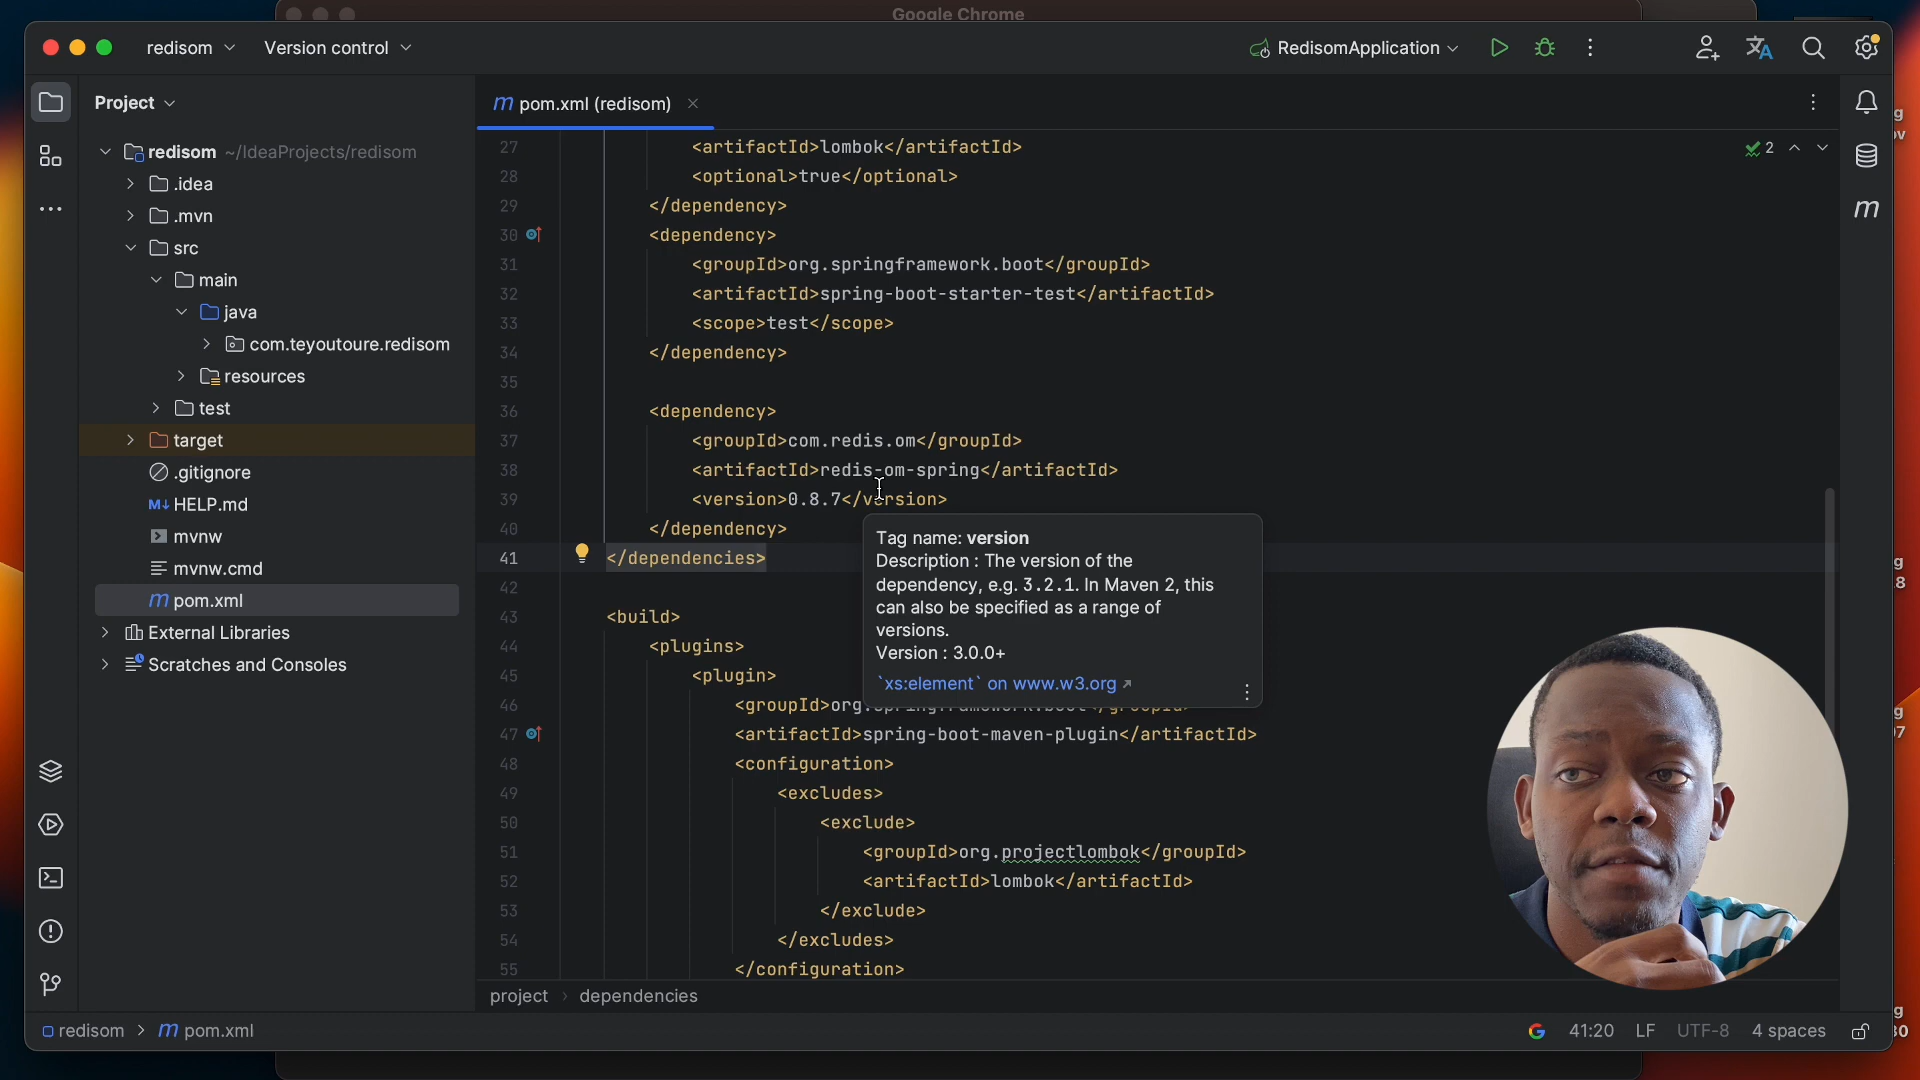 Google Chrome
redisom
Version control
RedisomApplication
Project
pom.xml (redisom)
redisom ~/IdeaProjects/redisom
.idea
.mvn
src
main
java
com.teyoutoure.redisom
resources
test
target
.gitignore
HELP.md
mvnw
mvnw.cmd
pom.xml
External Libraries
Scratches and Consoles
27 <artifactId>lombok</artifactId>
28 <optional>true</optional>
29 </dependency>
30 <dependency>
31 <groupId>org.springframework.boot</groupId>
32 <artifactId>spring-boot-starter-test</artifactId>
33 <scope>test</scope>
34 </dependency>
35
36 <dependency>
37 <groupId>com.redis.om</groupId>
38 <artifactId>redis-om-spring</artifactId>
39 <version>0.8.7</version>
40 </dependency>
41 </dependencies>
42
43 <build>
44 <plugins>
45 <plugin>
46 <groupId>org.springframework.boot</groupId>
47 <artifactId>spring-boot-maven-plugin</artifactId>
48 <configuration>
49 <excludes>
50 <exclude>
51 <groupId>org.projectlombok</groupId>
52 <artifactId>lombok</artifactId>
53 </exclude>
54 </excludes>
55 </configuration>
2
Tag name: version
Description : The version of the
dependency, e.g. 3.2.1. In Maven 2, this
can also be specified as a range of
versions.
Version : 3.0.0+
`xs:element` on www.w3.org
project > dependencies
redisom > pom.xml
41:20 LF UTF-8 4 spaces